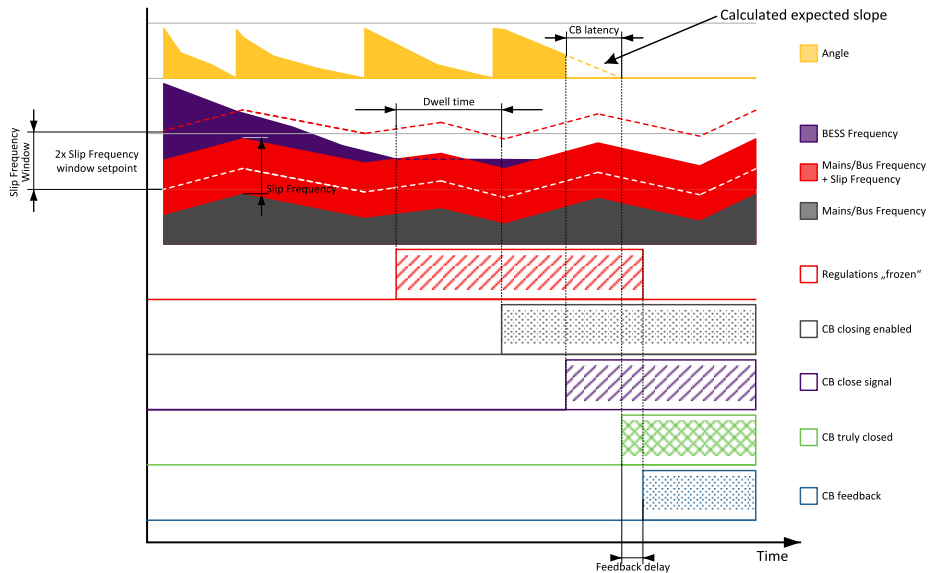 Calculated expected slope
CB latency
Angle
Dwell time
Slip Frequency
Window
2x Slip Frequency
window setpoint
Slip Frequency
BESS Frequency
Mains/Bus Frequency
+ Slip Frequency
Mains/Bus Frequency
Regulations „frozen“
CB closing enabled
CB close signal
CB truly closed
CB feedback
Time
Feedback delay